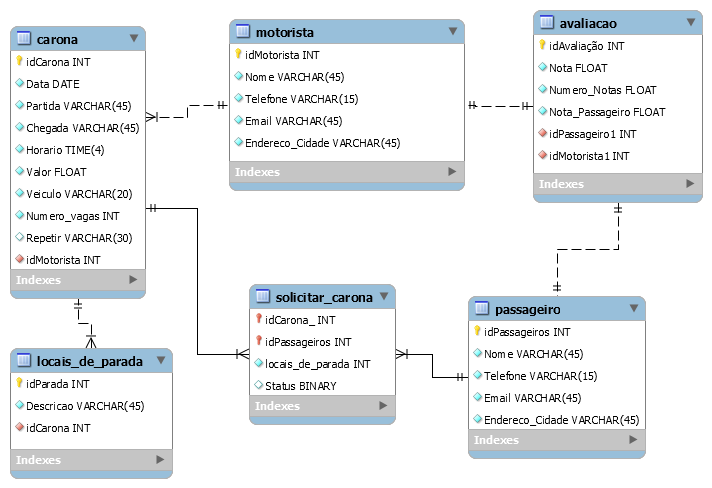 carona
idCarona INT
Data DATE
Partida VARCHAR(45)
Chegada VARCHAR(45)
Horario TIME(4)
Valor FLOAT
Veiculo VARCHAR(20)
Numero_vagas INT
Repetir VARCHAR(30)
idMotorista INT
Indexes
motorista
idMotorista INT
Nome VARCHAR(45)
Telefone VARCHAR(15)
Email VARCHAR(45)
Endereco_Cidade VARCHAR(45)
Indexes
avaliacao
idAvaliação INT
Nota FLOAT
Numero_Notas FLOAT
Nota_Passageiro FLOAT
idPassageiro1 INT
idMotorista1 INT
Indexes
locais_de_parada
idParada INT
Descricao VARCHAR(45)
idCarona INT
Indexes
solicitar_carona
idCarona_ INT
idPassageiros INT
locais_de_parada INT
Status BINARY
Indexes
passageiro
idPassageiros INT
Nome VARCHAR(45)
Telefone VARCHAR(15)
Email VARCHAR(45)
Endereco_Cidade VARCHAR(45)
Indexes